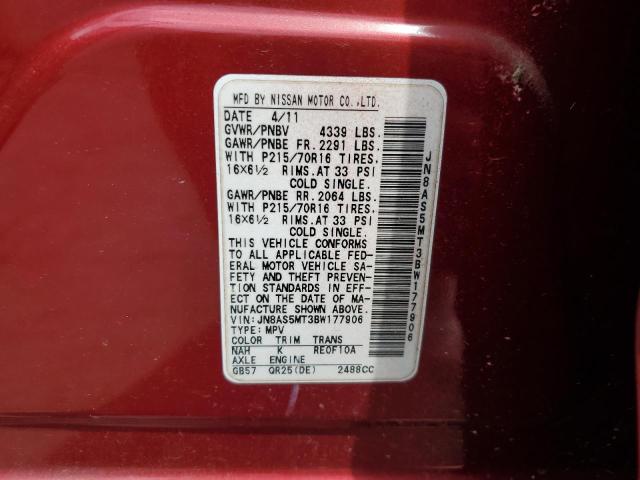 MFD BY NISSAN MOTOR CO.,LTD.
DATE 4/11
GVWR/PNBV 4339 LBS.
GAWR/PNBE FR.2291 LBS.
WITH P215/70R16 TIRES,
16X6½ RIMS.AT 33 PSI
COLD SINGLE.
GAWR/PNBE RR.2064 LBS.
WITH P215/70R16 TIRES,
16X6½ RIMS.AT 33 PSI
COLD SINGLE.
THIS VEHICLE CONFORMS
TO ALL APPLICABLE FED-
ERAL MOTOR VEHICLE SA-
FETY AND THEFT PREVEN-
TION STANDARDS IN EFF-
ECT ON THE DATE OF MA-
NUFACTURE SHOWN ABOVE.
VIN:JN8AS5MT3BW177906
TYPE:MPV
COLOR TRIM TRANS
NAH K RE0F10A
AXLE ENGINE
GB57 QR25(DE) 2488CC
JN8AS5MT3BW177906